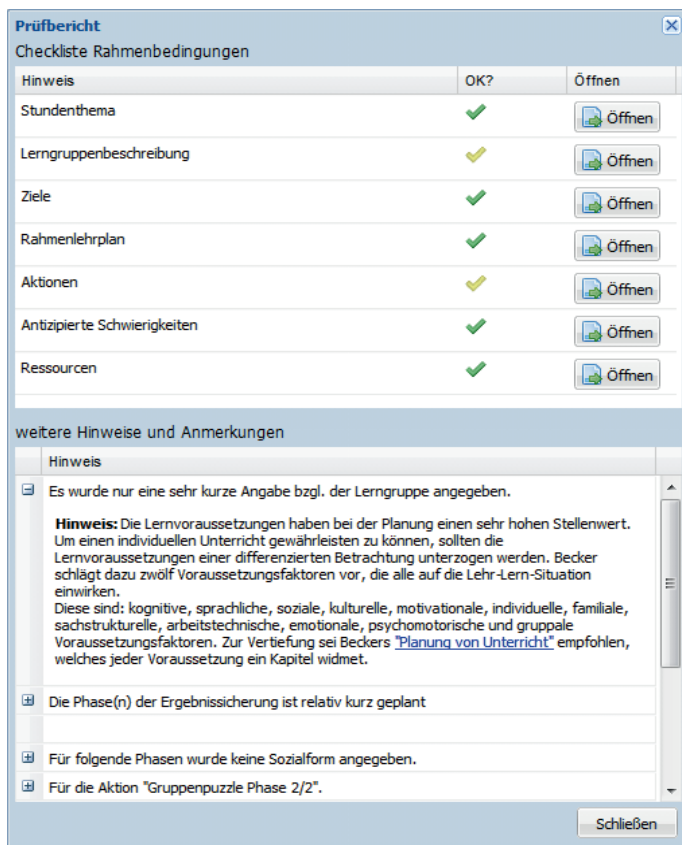 Prüfbericht
Checkliste Rahmenbedingungen
Hinweis OK? Öffnen
Stundenthema Öffnen
Lerngruppenbeschreibung Öffnen
Ziele Öffnen
Rahmenlehrplan Öffnen
Aktionen Öffnen
Antizipierte Schwierigkeiten Öffnen
Ressourcen Öffnen
weitere Hinweise und Anmerkungen
Hinweis
Es wurde nur eine sehr kurze Angabe bzgl. der Lerngruppe angegeben.
Hinweis: Die Lernvoraussetzungen haben bei der Planung einen sehr hohen Stellenwert.
Um einen individuellen Unterricht gewährleisten zu können, sollten die
Lernvoraussetzungen einer differenzierten Betrachtung unterzogen werden. Becker
schlägt dazu zwölf Voraussetzungsfaktoren vor, die alle auf die Lehr-Lern-Situation
einwirken.
Diese sind: kognitive, sprachliche, soziale, kulturelle, motivationale, individuelle, familiale,
sachstrukturelle, arbeitstechnische, emotionale, psychomotorische und gruppale
Voraussetzungsfaktoren. Zur Vertiefung sei Beckers "Planung von Unterricht" empfohlen,
welches jeder Voraussetzung ein Kapitel widmet.
Die Phase(n) der Ergebnissicherung ist relativ kurz geplant
Für folgende Phasen wurde keine Sozialform angegeben.
Für die Aktion "Gruppenpuzzle Phase 2/2".
Schließen